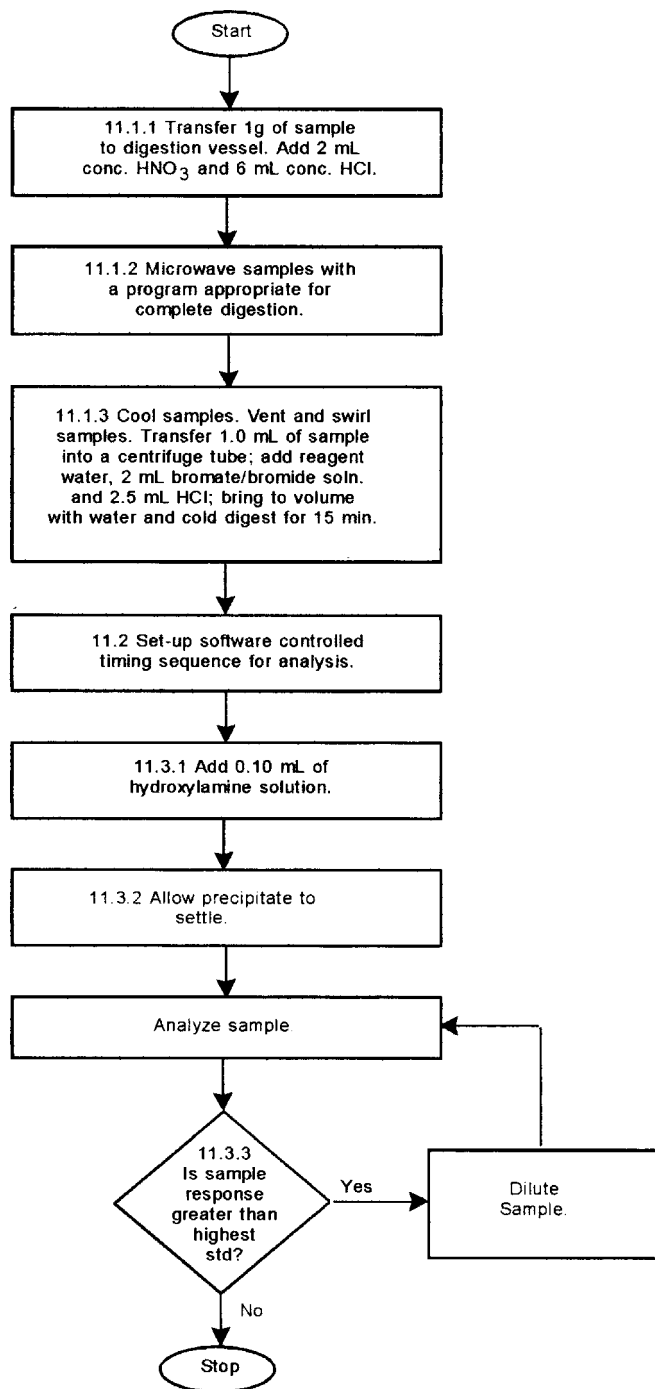 Start
11.1.1 Transfer 1g of sample
to digestion vessel. Add 2 mL
conc. HNO3 and 6 mL conc. HCl.
11.1.2 Microwave samples with
a program appropriate for
complete digestion.
11.1.3 Cool samples. Vent and swirl
samples. Transfer 1.0 mL of sample
into a centrifuge tube; add reagent
water, 2 mL bromate/bromide soln.
and 2.5 mL HCl; bring to volume
with water and cold digest for 15 min.
11.2 Set-up software controlled
timing sequence for analysis.
11.3.1 Add 0.10 mL of
hydroxylamine solution.
11.3.2 Allow precipitate to
settle.
Analyze sample.
11.3.3
Is sample
response
greater than
highest
std?
Yes
Dilute
Sample.
No
Stop